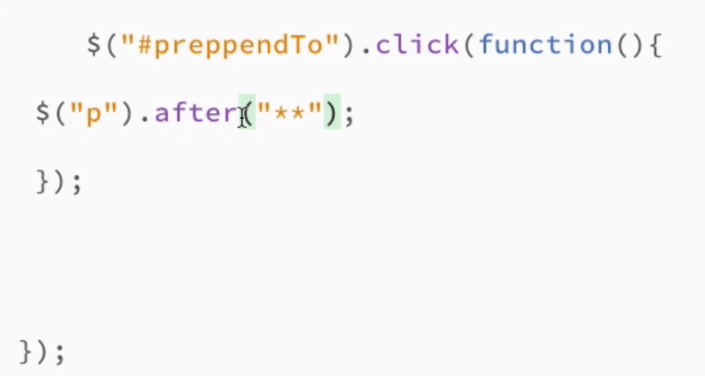 $("#preppendTo").click(function(){
$("p").after("**");
});
});